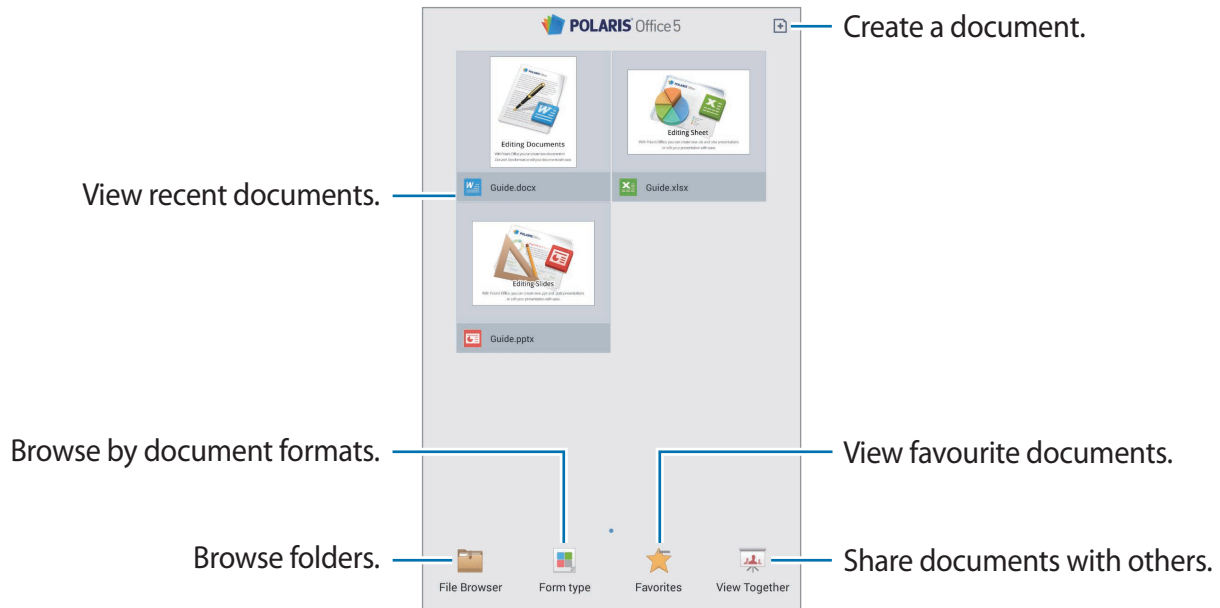 POLARIS Office 5
Create a document.
Editing Documents
Editing Sheet
View recent documents.
Guide.docx
Guide.xlsx
Editing Slides
Guide.pptx
Browse by document formats.
View favourite documents.
Browse folders.
Share documents with others.
File Browser
Form type
Favorites
View Together